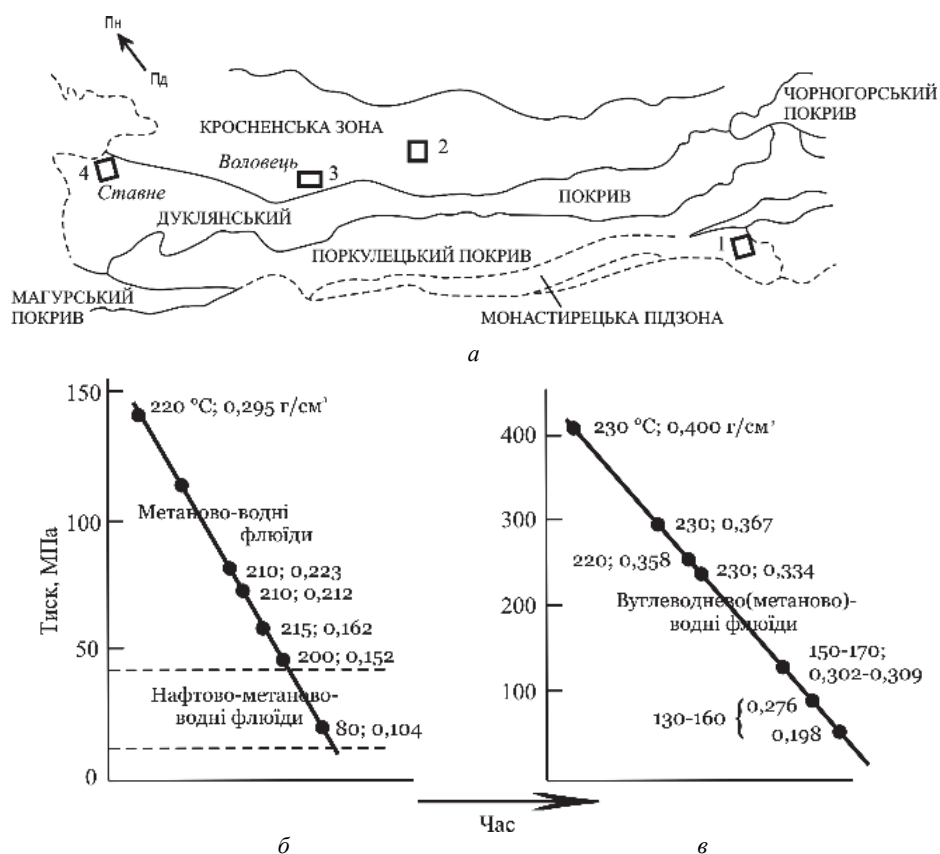 Пн
Пд
КРОСНЕНСЬКА ЗОНА
ЧОРНОГОРСЬКИЙ
ПОКРИВ
2
Воловець
3
4
Ставне
ПОКРИВ
ДУКЛЯНСЬКИЙ
1
ПОРКУЛЕЦЬКИЙ ПОКРИВ
МАГУРСЬКИЙ
ПОКРИВ
МОНАСТИРЕЦЬКА ПІДЗОНА
а
Тиск, МПа
150
100
50
0
220 °C; 0,295 г/см³
Метаново-водні
флюїди
210; 0,223
210; 0,212
215; 0,162
200; 0,152
Нафтово-метаново-
водні флюїди
80; 0,104
б
400
300
200
100
230 °C; 0,400 г/см³
230; 0,367
220; 0,358
230; 0,334
Вуглеводнево(метаново)-
водні флюїди
150-170;
0,302-0,309
130-160 { 0,276
0,198
в
Час